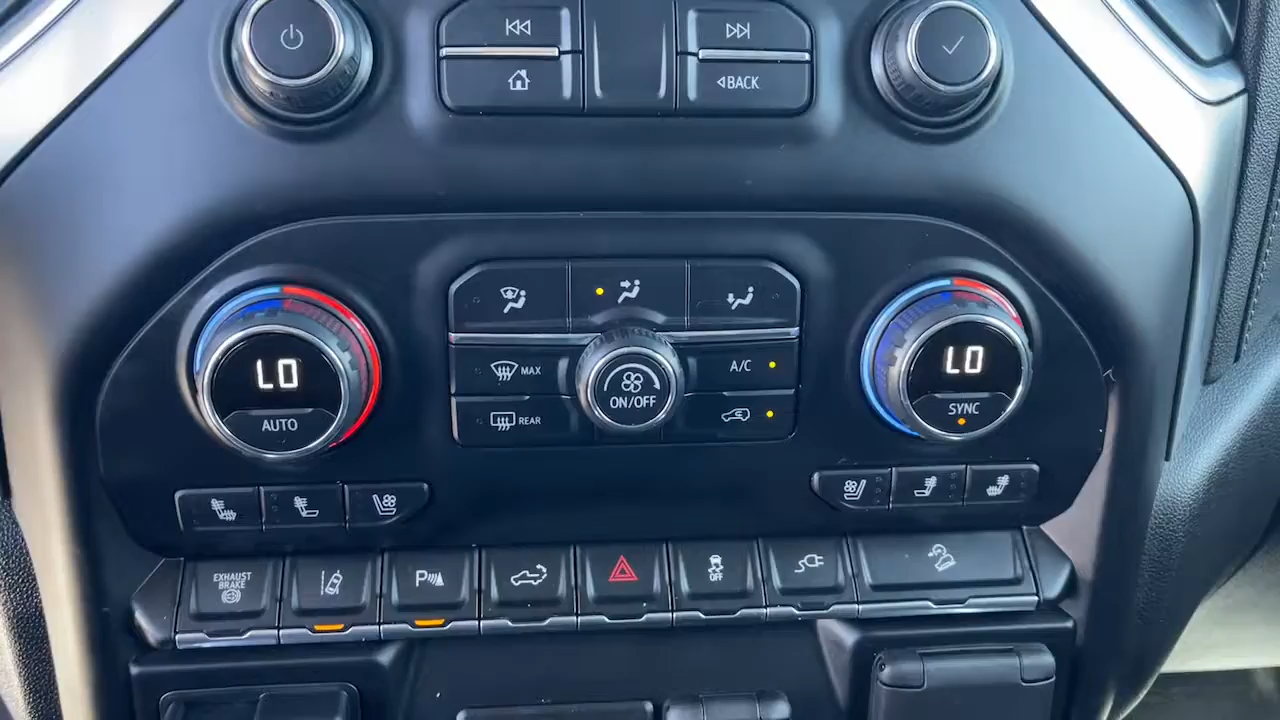 BACK
MAX
A/C
REAR
ON/OFF
LO
AUTO
LO
SYNC
EXHAUST
BRAKE
P
OFF